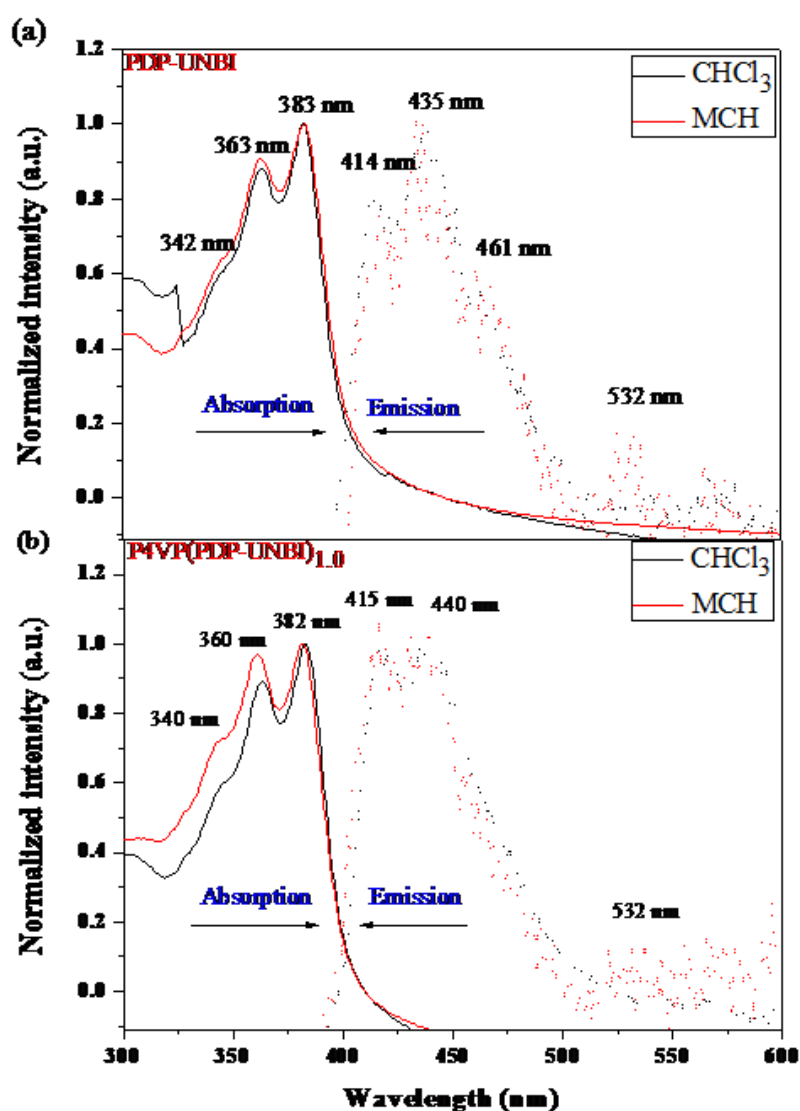 (a)
PDP-UNBI
CHCl3
MCH
383 nm
435 nm
363 nm
414 nm
342 nm
461 nm
532 nm
Absorption
Emission
Normalized intensity (a.u.)
1.2
1.0
0.8
0.6
0.4
0.2
0.0
(b)
P4VP(PDP-UNBI)1.0
CHCl3
MCH
415 nm
440 nm
382 nm
360 nm
340 nm
532 nm
Absorption
Emission
Normalized intensity (a.u.)
1.2
1.0
0.8
0.6
0.4
0.2
0.0
300 350 400 450 500 550 600
Wavelength (nm)